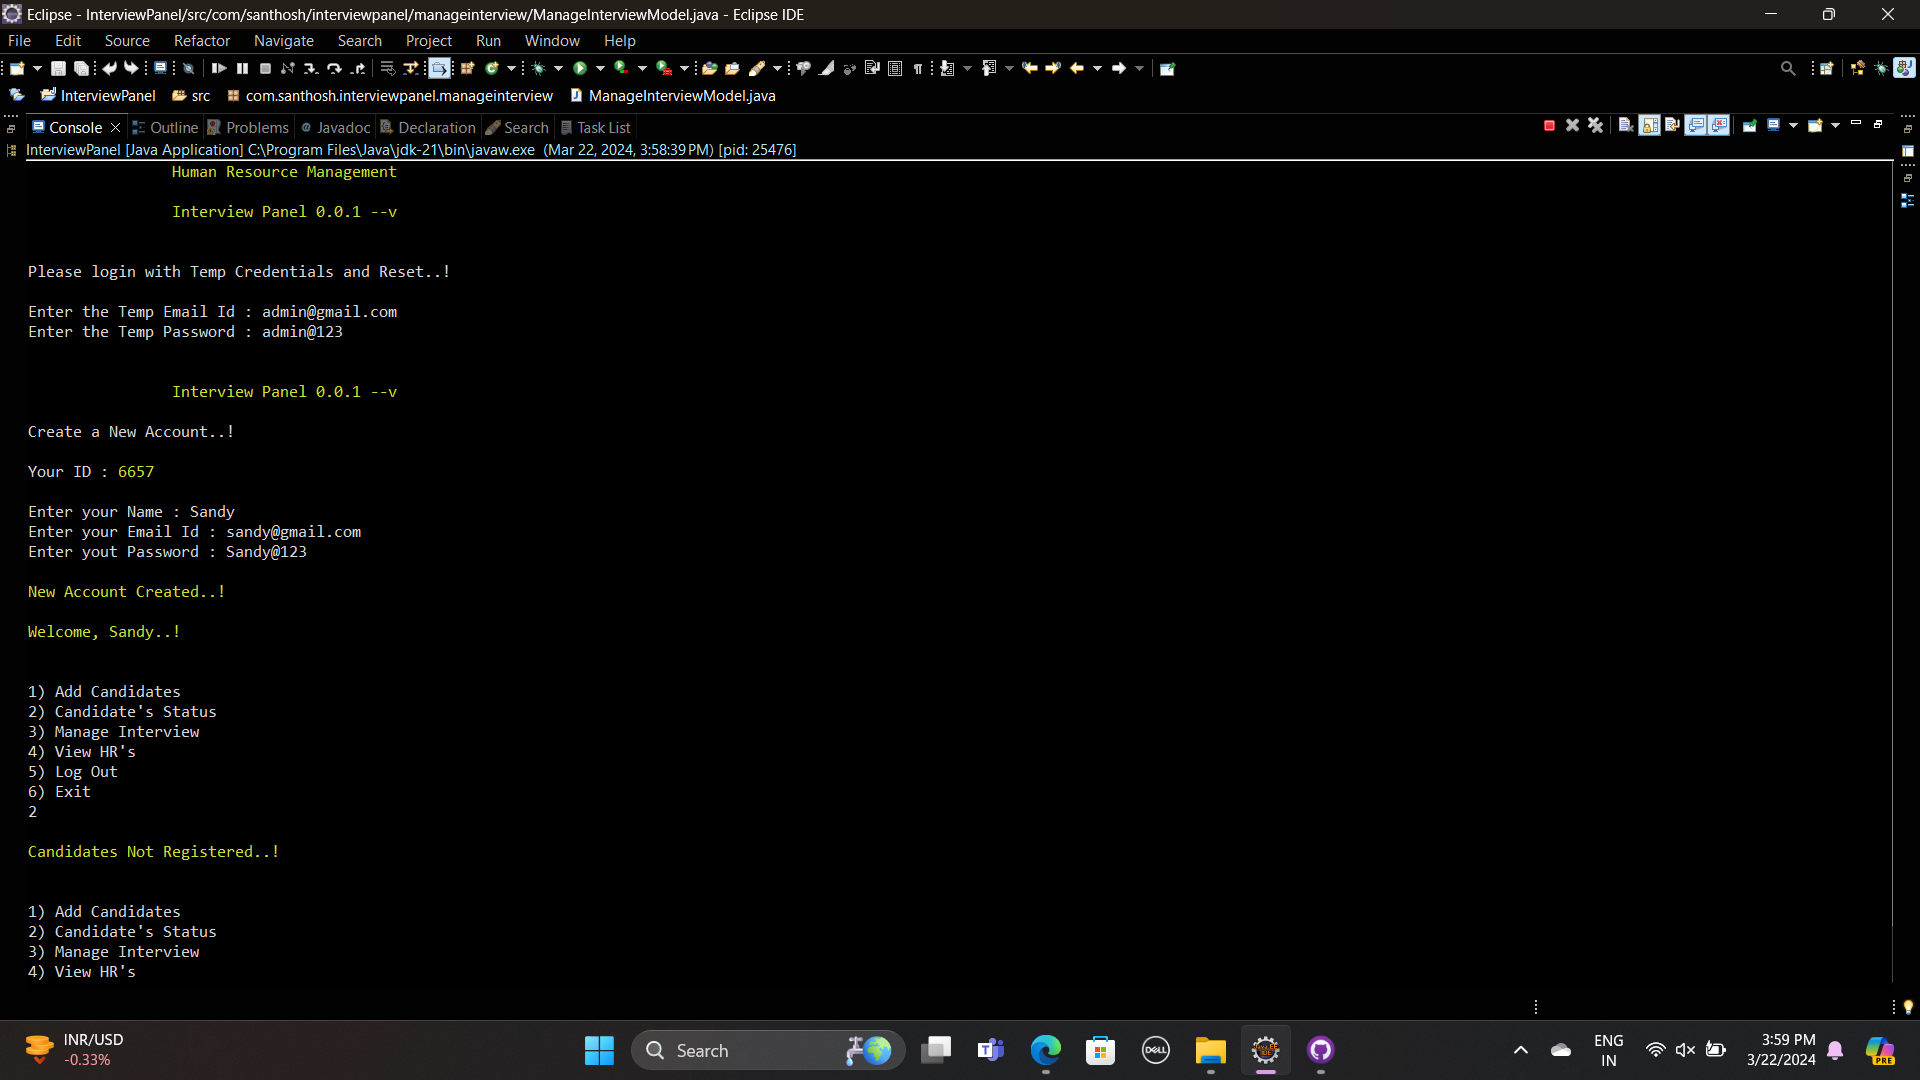 Eclipse - InterviewPanel/src/com/santhosh/interviewpanel/manageinterview/ManageInterviewModel.java - Eclipse IDE
File Edit Source Refactor Navigate Search Project Run Window Help
InterviewPanel src com.santhosh.interviewpanel.manageinterview ManageInterviewModel.java
Console Outline Problems Javadoc Declaration Search Task List
InterviewPanel [Java Application] C:\Program Files\Java\jdk-21\bin\javaw.exe (Mar 22, 2024, 3:58:39 PM) [pid: 25476]
Human Resource Management
Interview Panel 0.0.1 --v
Please login with Temp Credentials and Reset..!
Enter the Temp Email Id : admin@gmail.com
Enter the Temp Password : admin@123
Interview Panel 0.0.1 --v
Create a New Account..!
Your ID : 6657
Enter your Name : Sandy
Enter your Email Id : sandy@gmail.com
Enter yout Password : Sandy@123
New Account Created..!
Welcome, Sandy..!
1) Add Candidates
2) Candidate's Status
3) Manage Interview
4) View HR's
5) Log Out
6) Exit
2
Candidates Not Registered..!
1) Add Candidates
2) Candidate's Status
3) Manage Interview
4) View HR's
INR/USD
-0.33%
Search
DELL
ENG
IN
3:59 PM
3/22/2024
PRE